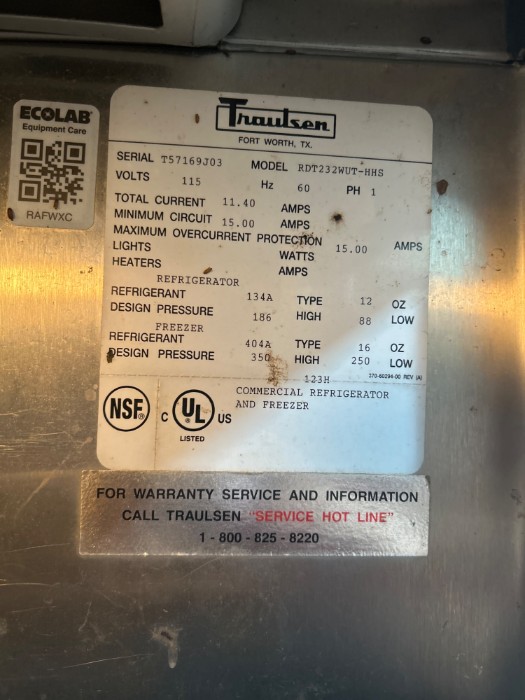 ECOLAB
Equipment Care
RAFWXC
Traulsen
FORT WORTH, TX.
SERIAL T57169J03 MODEL RDT232WUT-HHS
VOLTS 115 Hz 60 PH 1
TOTAL CURRENT 11.40 AMPS
MINIMUM CIRCUIT 15.00 AMPS
MAXIMUM OVERCURRENT PROTECTION 15.00 AMPS
LIGHTS WATTS
HEATERS AMPS
REFRIGERATOR
REFRIGERANT 134A TYPE 12 OZ
DESIGN PRESSURE 186 HIGH 88 LOW
FREEZER
REFRIGERANT 404A TYPE 16 OZ
DESIGN PRESSURE 350 HIGH 250 LOW
123H 370-60294-00 REV (A)
COMMERCIAL REFRIGERATOR
AND FREEZER
NSF
C UL US
LISTED
FOR WARRANTY SERVICE AND INFORMATION
CALL TRAULSEN "SERVICE HOT LINE"
1 - 800 - 825 - 8220